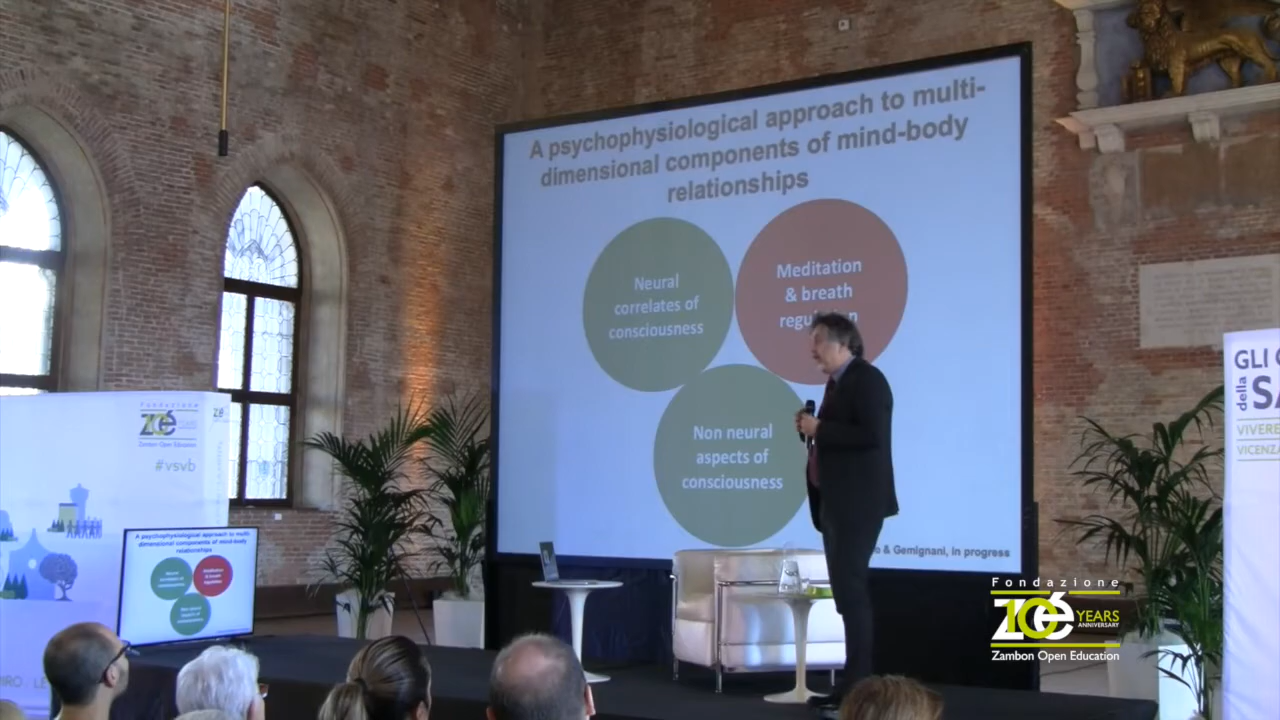 A psychophysiological approach to multi-
dimensional components of mind-body
relationships
Neural
correlates of
consciousness
Meditation
& breath
Non neural
aspects of
consciousness
& Gemignani, in progress
Fondazione
ZOé
YEARS
Zambon Open Education
#vsvb
A psychophysiological approach to multi-
dimensional components of mind-body
relationships
GLI
della
VIVERE
VICENZA
Fondazione
ZOé YEARS
ANNIVERSARY
Zambon Open Education